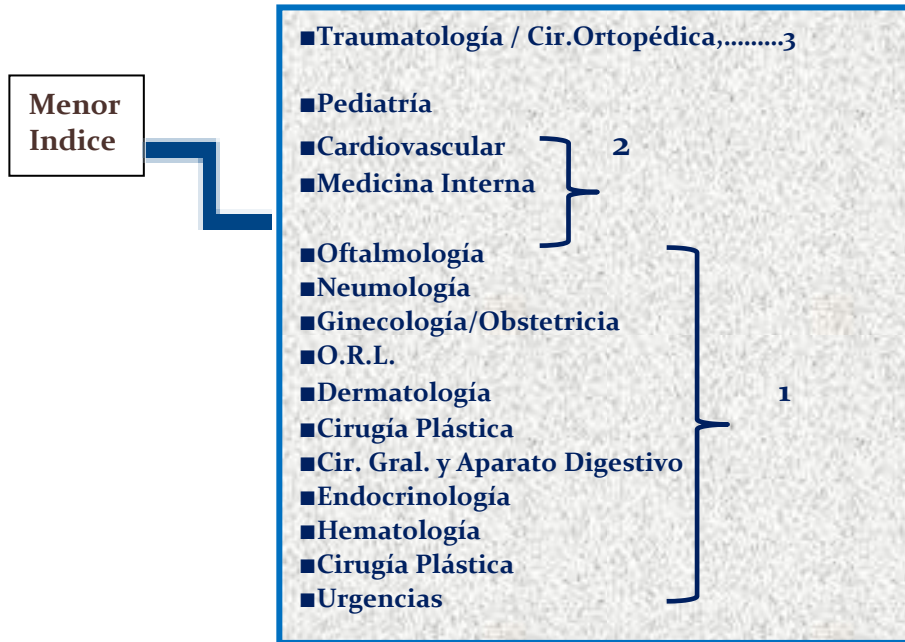 Menor
Indice
■Traumatología / Cir.Ortopédica,.........3
■Pediatría
■Cardiovascular 2
■Medicina Interna
■Oftalmología
■Neumología
■Ginecología/Obstetricia
■O.R.L.
■Dermatología 1
■Cirugía Plástica
■Cir. Gral. y Aparato Digestivo
■Endocrinología
■Hematología
■Cirugía Plástica
■Urgencias